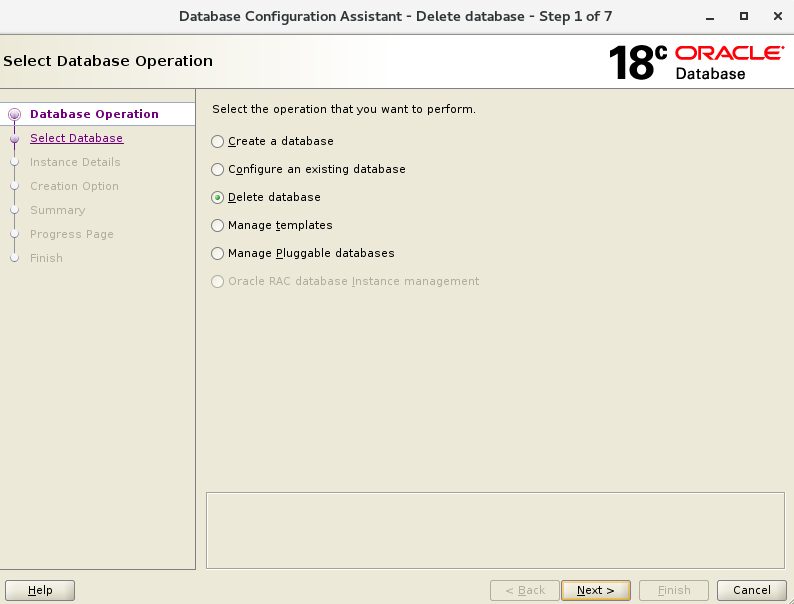 Database Configuration Assistant - Delete database - Step 1 of 7
Select Database Operation
18c ORACLE
Database
Database Operation
Select Database
Instance Details
Creation Option
Summary
Progress Page
Finish
Select the operation that you want to perform.
Create a database
Configure an existing database
Delete database
Manage templates
Manage Pluggable databases
Oracle RAC database Instance management
Help
< Back
Next >
Finish
Cancel